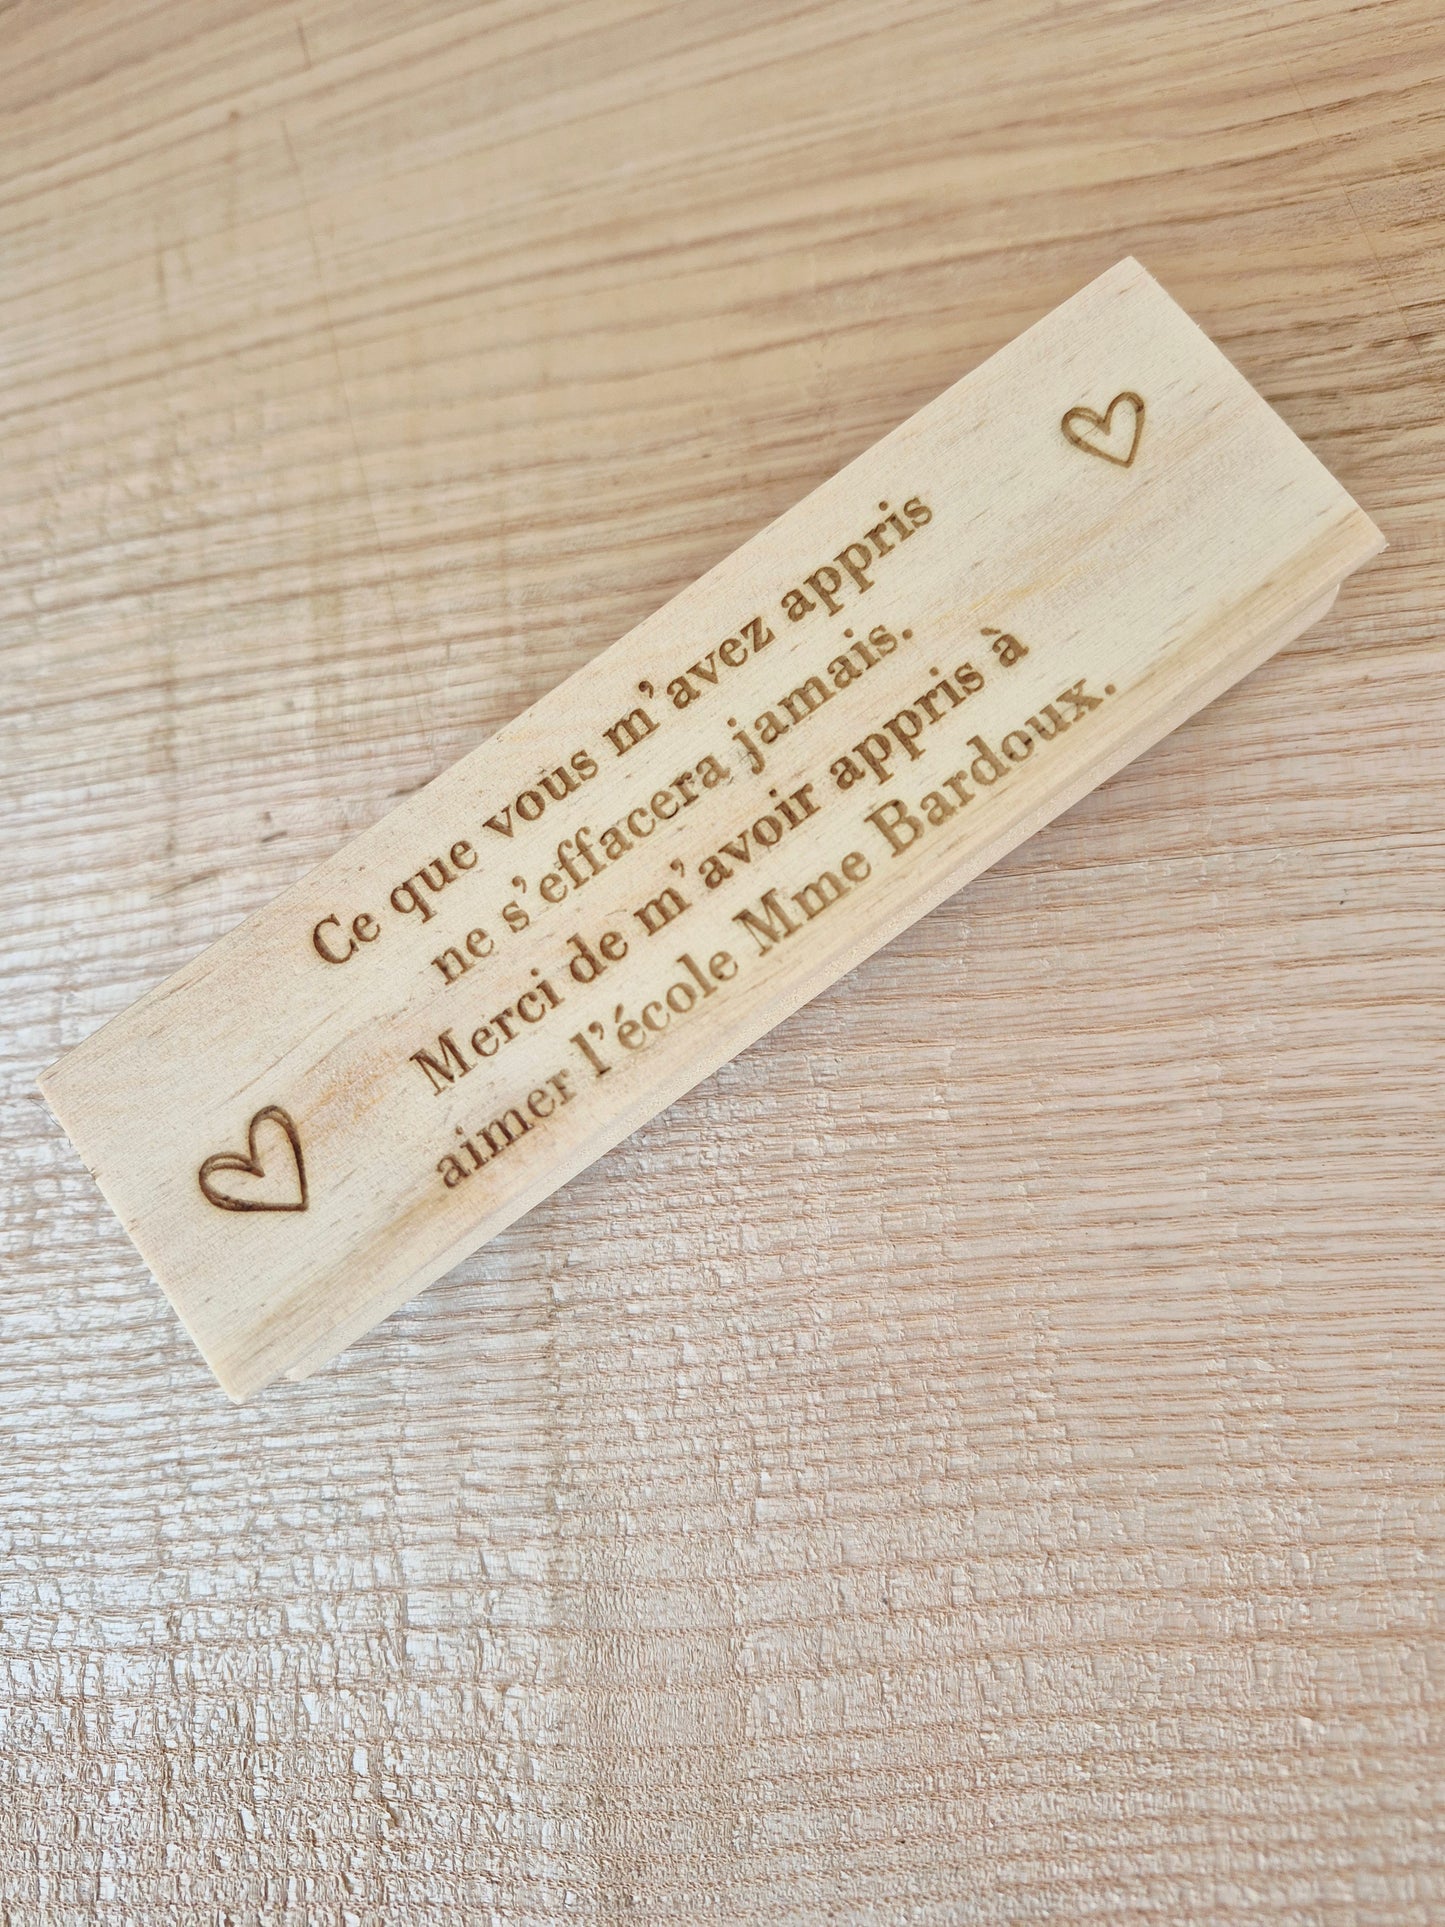 Ce que vous m’avez appris
ne s’effacera jamais.
Merci de m’avoir appris à
aimer l’école Mme Bardoux.